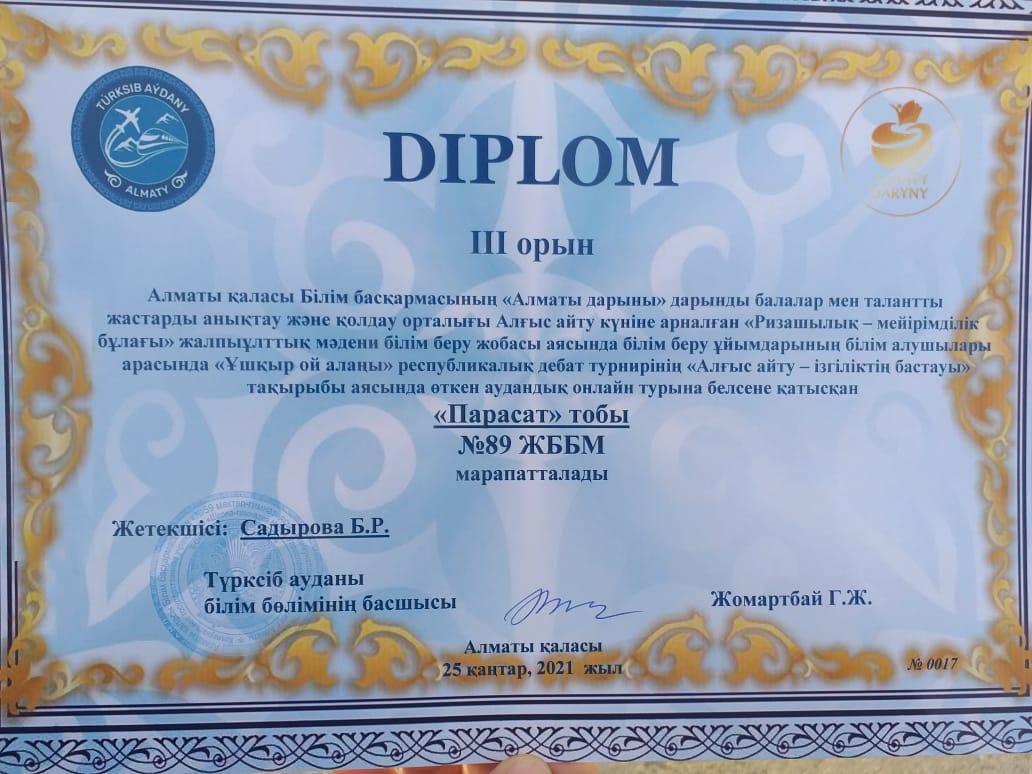 TÜRKSIB AÝDANY
ALMATY
ALMATY
DARYNY
DIPLOM
III орын
Алматы қаласы Білім басқармасының «Алматы дарыны» дарынды балалар мен талантты
жастарды анықтау және қолдау орталығы Алғыс айту күніне арналған «Ризашылық – мейірімділік
бұлағы» жалпыұлттық мәдени білім беру жобасы аясында білім беру ұйымдарының білім алушылары
арасында «Ұшқыр ой алаңы» республикалық дебат турнирінің «Алғыс айту – ізгіліктің бастауы»
тақырыбы аясында өткен аудандық онлайн турына белсене қатысқан
«Парасат» тобы
№89 ЖББМ
марапатталады
Жетекшісі: Садырова Б.Р.
Түрксіб ауданы
білім бөлімінің басшысы
Жомартбай Г.Ж.
Алматы қаласы
25 қаңтар, 2021 жыл
№ 0017